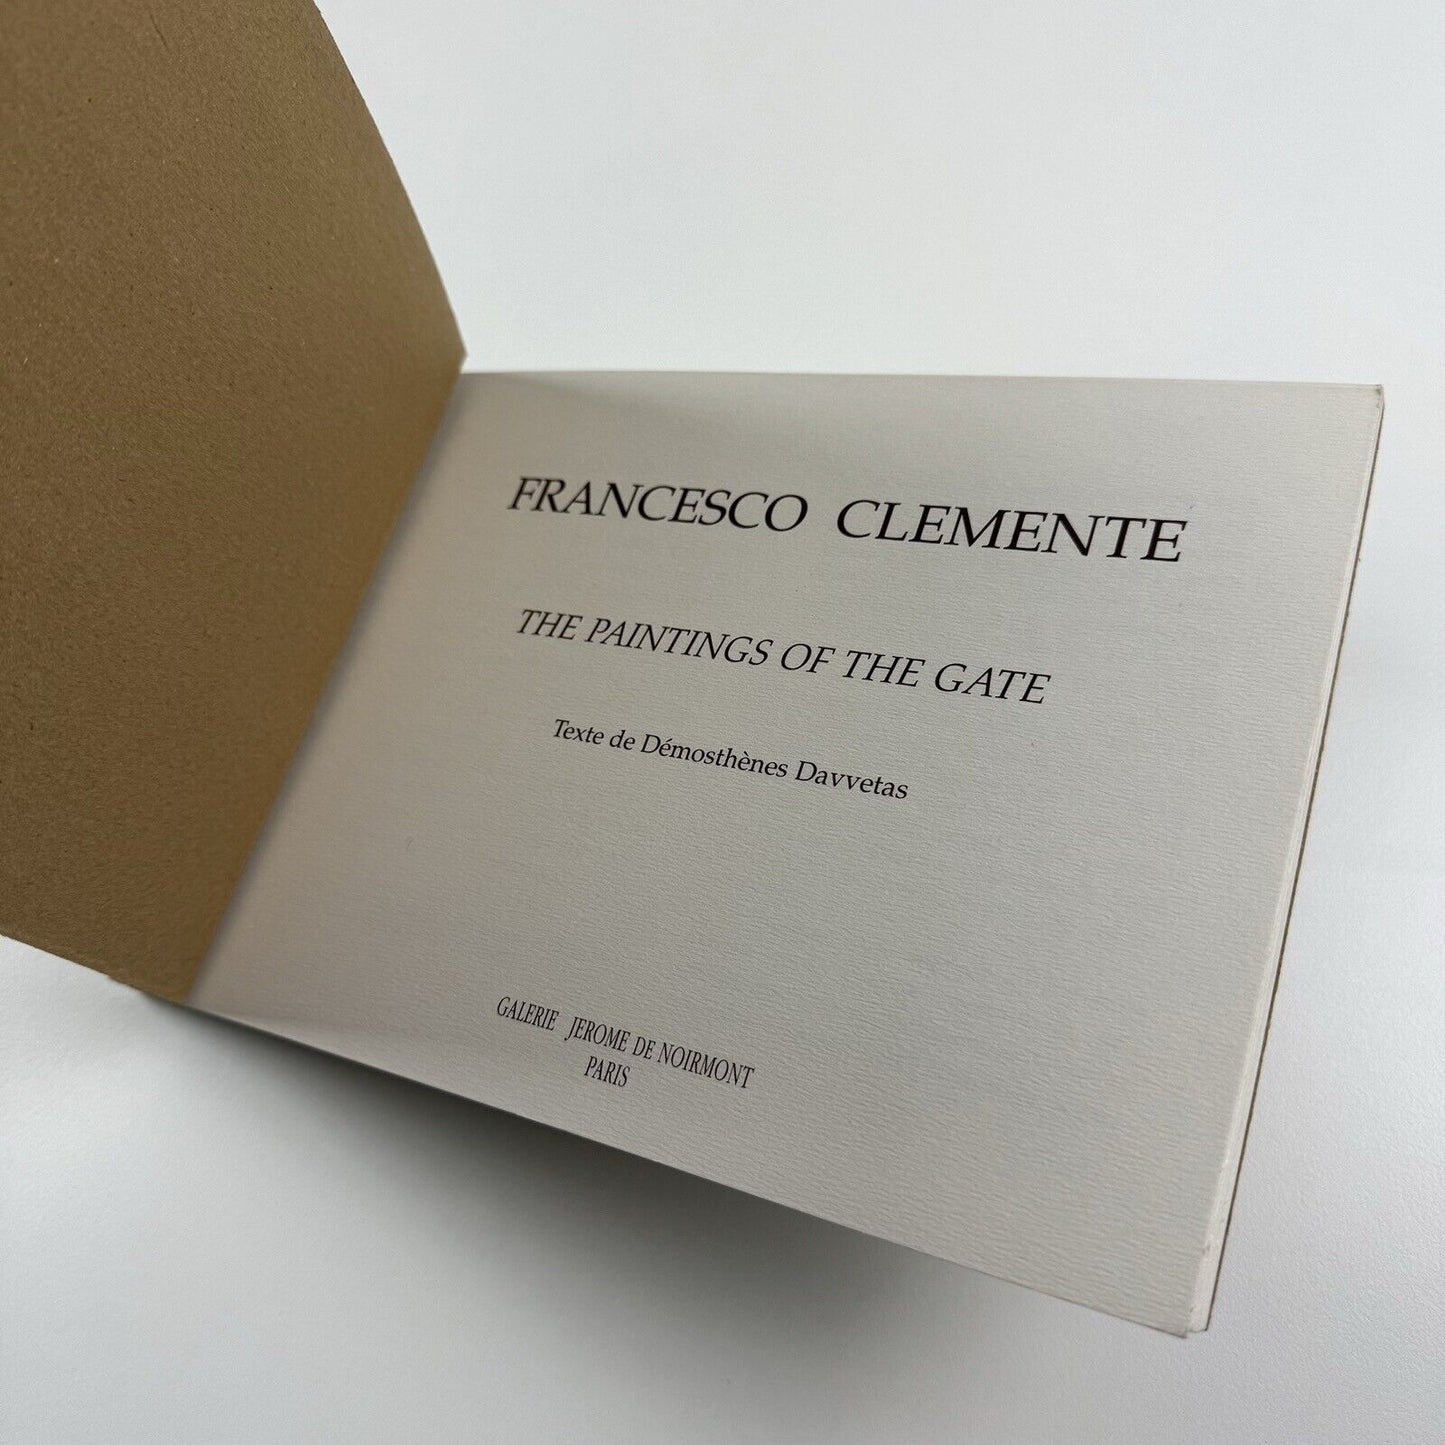 FRANCESCO CLEMENTE
THE PAINTINGS OF THE GATE
Texte de Démosthènes Davvetas
GALERIE JEROME DE NOIRMONT
PARIS